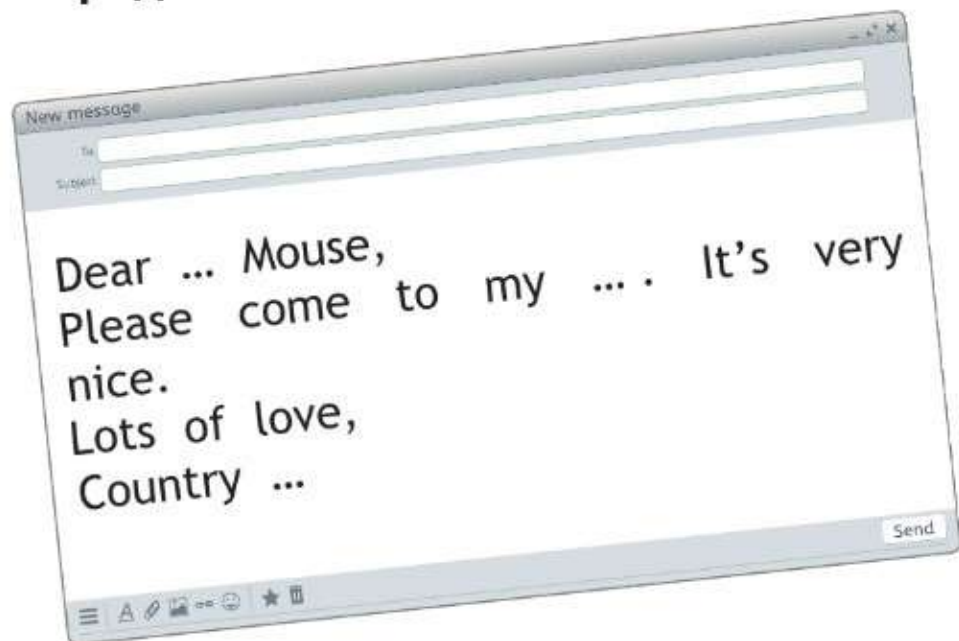 New message
To
Subject
Dear ... Mouse,
Please come to my ... . It's very
nice.
Lots of love,
Country ...
Send